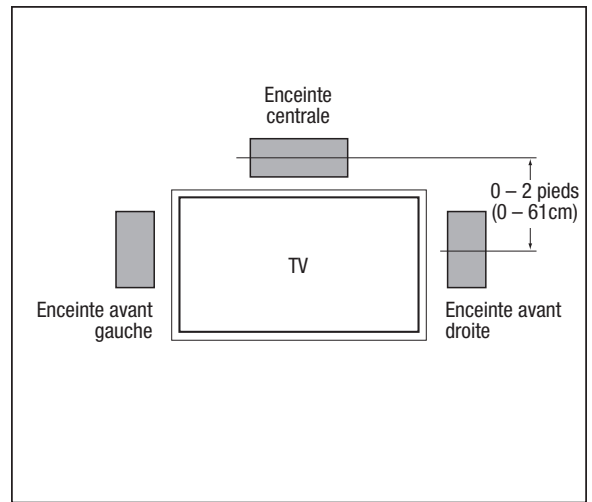 Enceinte
centrale
0 – 2 pieds
(0 – 61cm)
TV
Enceinte avant
gauche
Enceinte avant
droite